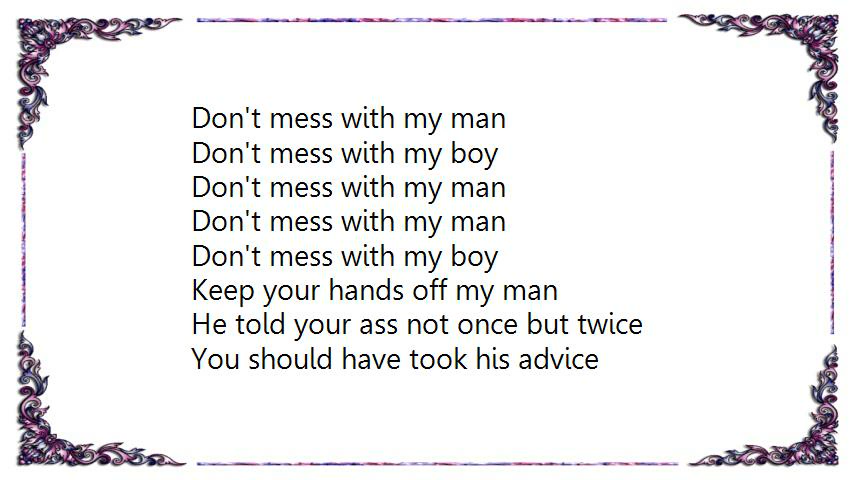 Don't mess with my man
Don't mess with my boy
Don't mess with my man
Don't mess with my man
Don't mess with my boy
Keep your hands off my man
He told your ass not once but twice
You should have took his advice